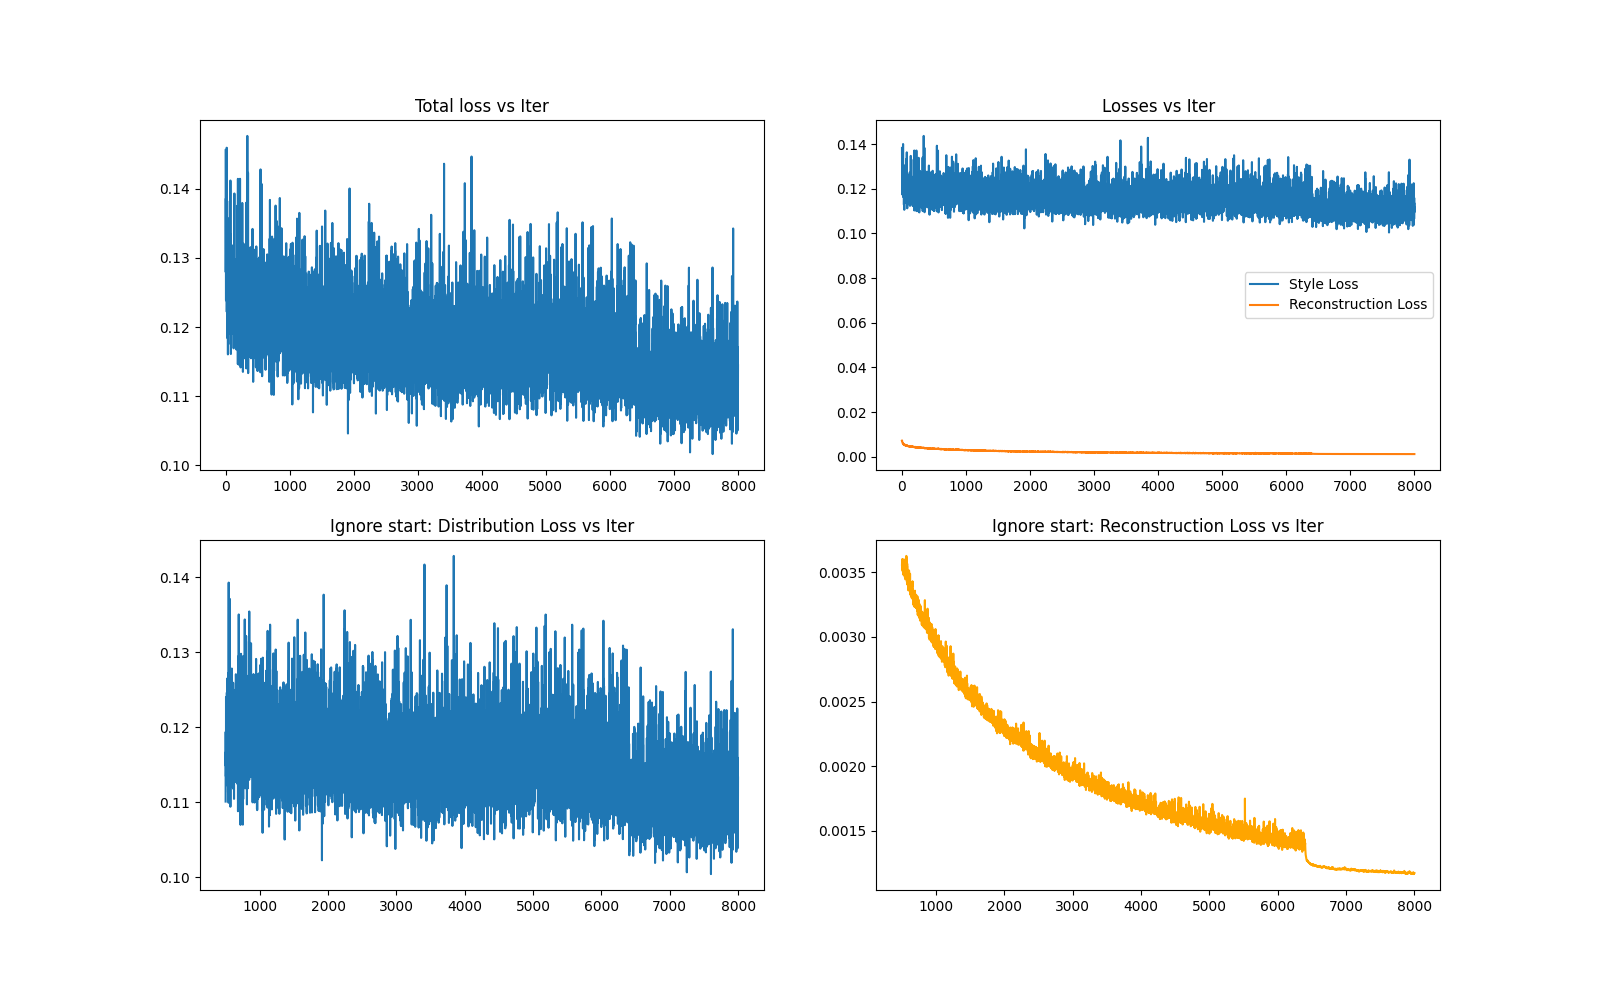 Total loss vs Iter
0.14
0.13
0.12
0.11
0.10
0 1000 2000 3000 4000 5000 6000 7000 8000
Losses vs Iter
0.14
0.12
0.10
0.08
0.06
0.04
0.02
0.00
Style Loss
Reconstruction Loss
0 1000 2000 3000 4000 5000 6000 7000 8000
Ignore start: Distribution Loss vs Iter
0.14
0.13
0.12
0.11
0.10
1000 2000 3000 4000 5000 6000 7000 8000
Ignore start: Reconstruction Loss vs Iter
0.0035
0.0030
0.0025
0.0020
0.0015
1000 2000 3000 4000 5000 6000 7000 8000